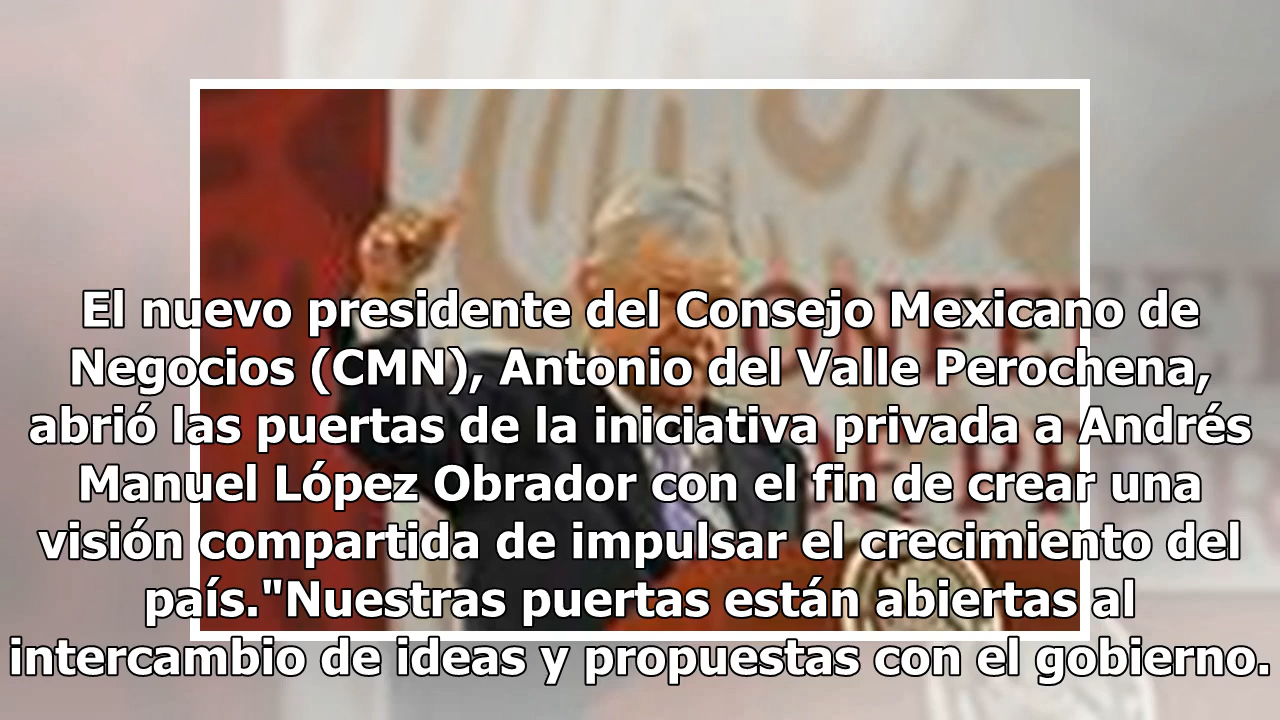 El nuevo presidente del Consejo Mexicano de
Negocios (CMN), Antonio del Valle Perochena,
abrió las puertas de la iniciativa privada a Andrés
Manuel López Obrador con el fin de crear una
visión compartida de impulsar el crecimiento del
país."Nuestras puertas están abiertas al
intercambio de ideas y propuestas con el gobierno.